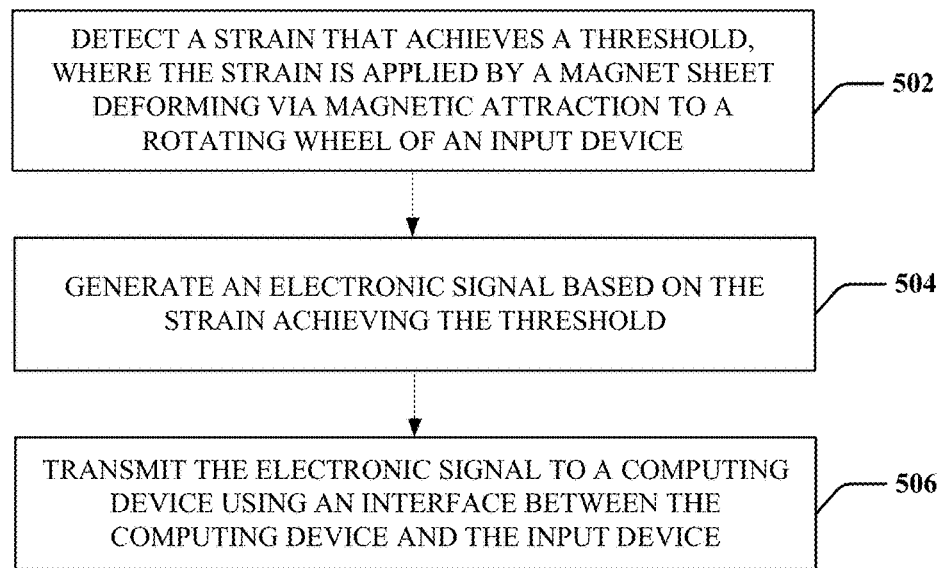 DETECT A STRAIN THAT ACHIEVES A THRESHOLD,
WHERE THE STRAIN IS APPLIED BY A MAGNET SHEET
DEFORMING VIA MAGNETIC ATTRACTION TO A
ROTATING WHEEL OF AN INPUT DEVICE
502
GENERATE AN ELECTRONIC SIGNAL BASED ON THE
STRAIN ACHIEVING THE THRESHOLD
504
TRANSMIT THE ELECTRONIC SIGNAL TO A COMPUTING
DEVICE USING AN INTERFACE BETWEEN THE
COMPUTING DEVICE AND THE INPUT DEVICE
506